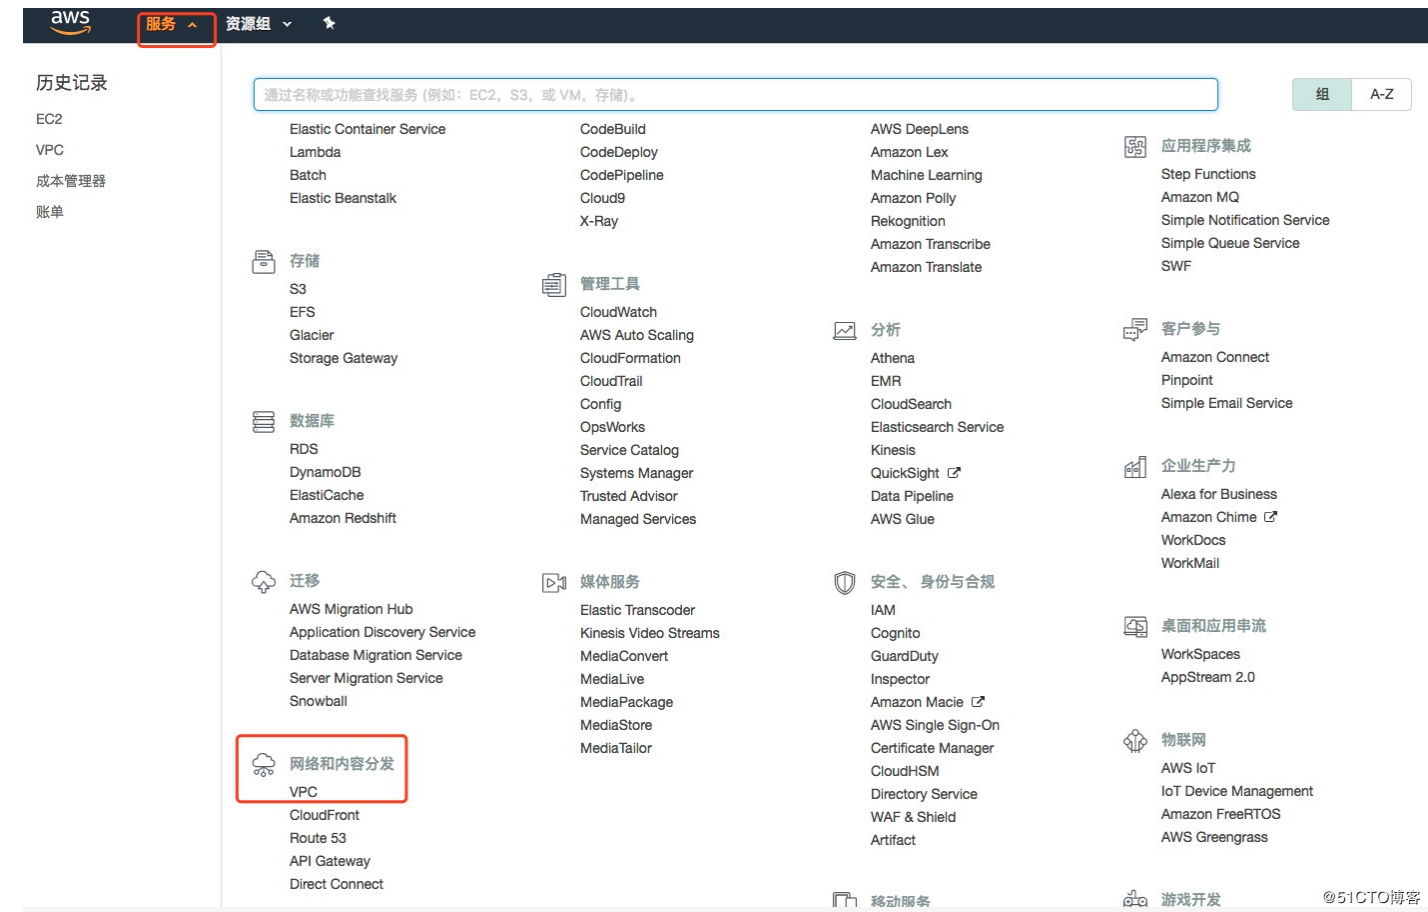 aws
服务
资源组
历史记录
EC2
VPC
成本管理器
账单
通过名称或功能查找服务 (例如：EC2，S3，或 VM，存储)。
组
A-Z
Elastic Container Service
Lambda
Batch
Elastic Beanstalk
存储
S3
EFS
Glacier
Storage Gateway
数据库
RDS
DynamoDB
ElastiCache
Amazon Redshift
迁移
AWS Migration Hub
Application Discovery Service
Database Migration Service
Server Migration Service
Snowball
网络和内容分发
VPC
CloudFront
Route 53
API Gateway
Direct Connect
CodeBuild
CodeDeploy
CodePipeline
Cloud9
X-Ray
管理工具
CloudWatch
AWS Auto Scaling
CloudFormation
CloudTrail
Config
OpsWorks
Service Catalog
Systems Manager
Trusted Advisor
Managed Services
媒体服务
Elastic Transcoder
Kinesis Video Streams
MediaConvert
MediaLive
MediaPackage
MediaStore
MediaTailor
AWS DeepLens
Amazon Lex
Machine Learning
Amazon Polly
Rekognition
Amazon Transcribe
Amazon Translate
分析
Athena
EMR
CloudSearch
Elasticsearch Service
Kinesis
QuickSight
Data Pipeline
AWS Glue
安全、 身份与合规
IAM
Cognito
GuardDuty
Inspector
Amazon Macie
AWS Single Sign-On
Certificate Manager
CloudHSM
Directory Service
WAF & Shield
Artifact
移动服务
应用程序集成
Step Functions
Amazon MQ
Simple Notification Service
Simple Queue Service
SWF
客户参与
Amazon Connect
Pinpoint
Simple Email Service
企业生产力
Alexa for Business
Amazon Chime
WorkDocs
WorkMail
桌面和应用串流
WorkSpaces
AppStream 2.0
物联网
AWS IoT
IoT Device Management
Amazon FreeRTOS
AWS Greengrass
游戏开发
@51CTO博客